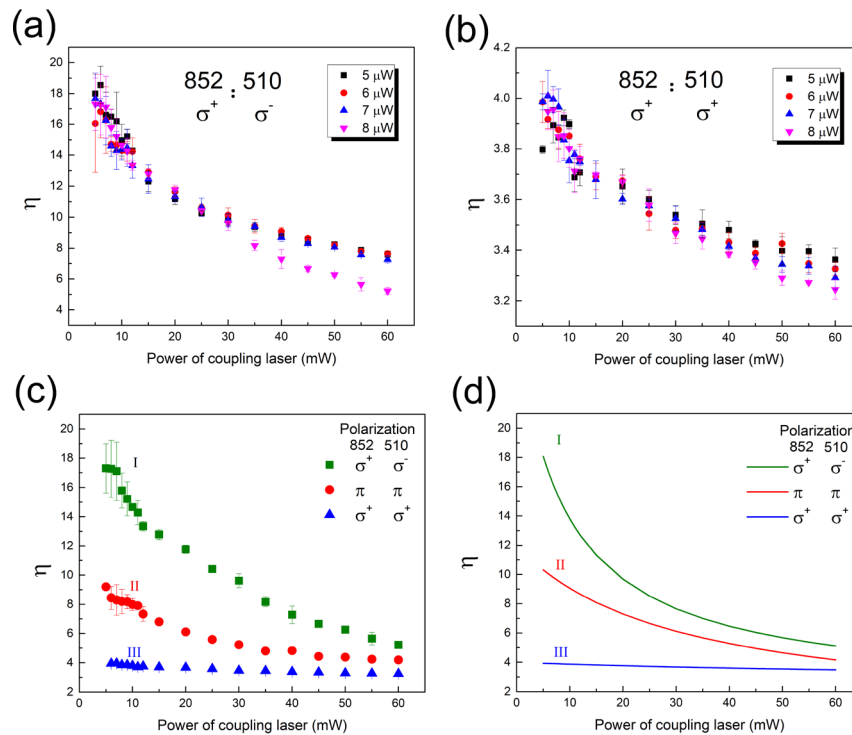 (a)
852 : 510
σ+ σ-
5 μW
6 μW
7 μW
8 μW
18
16
14
12
10
8
6
4
η
0 10 20 30 40 50 60
Power of coupling laser (mW)
(b)
852 : 510
σ+ σ+
5 μW
6 μW
7 μW
8 μW
4.2
4.0
3.8
3.6
3.4
3.2
η
0 10 20 30 40 50 60
Power of coupling laser (mW)
(c)
Polarization
852 510
σ+ σ-
π π
σ+ σ+
I
II
III
18
16
14
12
10
8
6
4
2
η
0 10 20 30 40 50 60
Power of coupling laser (mW)
(d)
Polarization
852 510
σ+ σ-
π π
σ+ σ+
I
II
III
18
16
14
12
10
8
6
4
2
η
0 10 20 30 40 50 60
Power of coupling laser (mW)